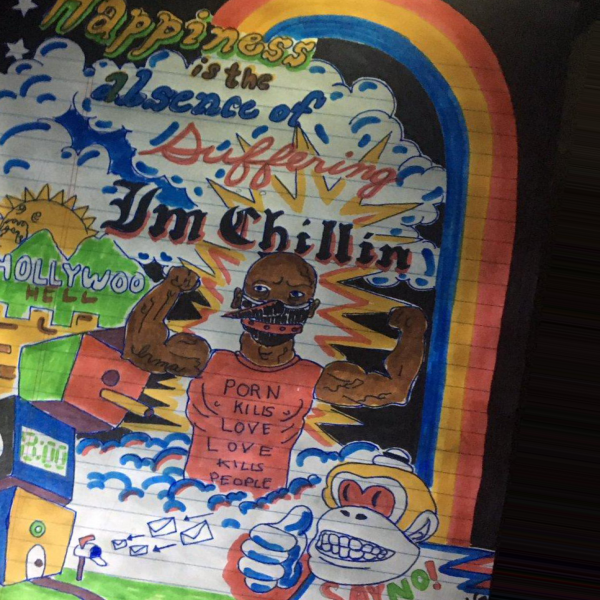 Happiness
is the
absence of
Suffering
Im Chillin
HOLLYWOO
HELL
PORN
KILLS
LOVE
LOVE
KILLS
PEOPLE
8:00
SAY NO!